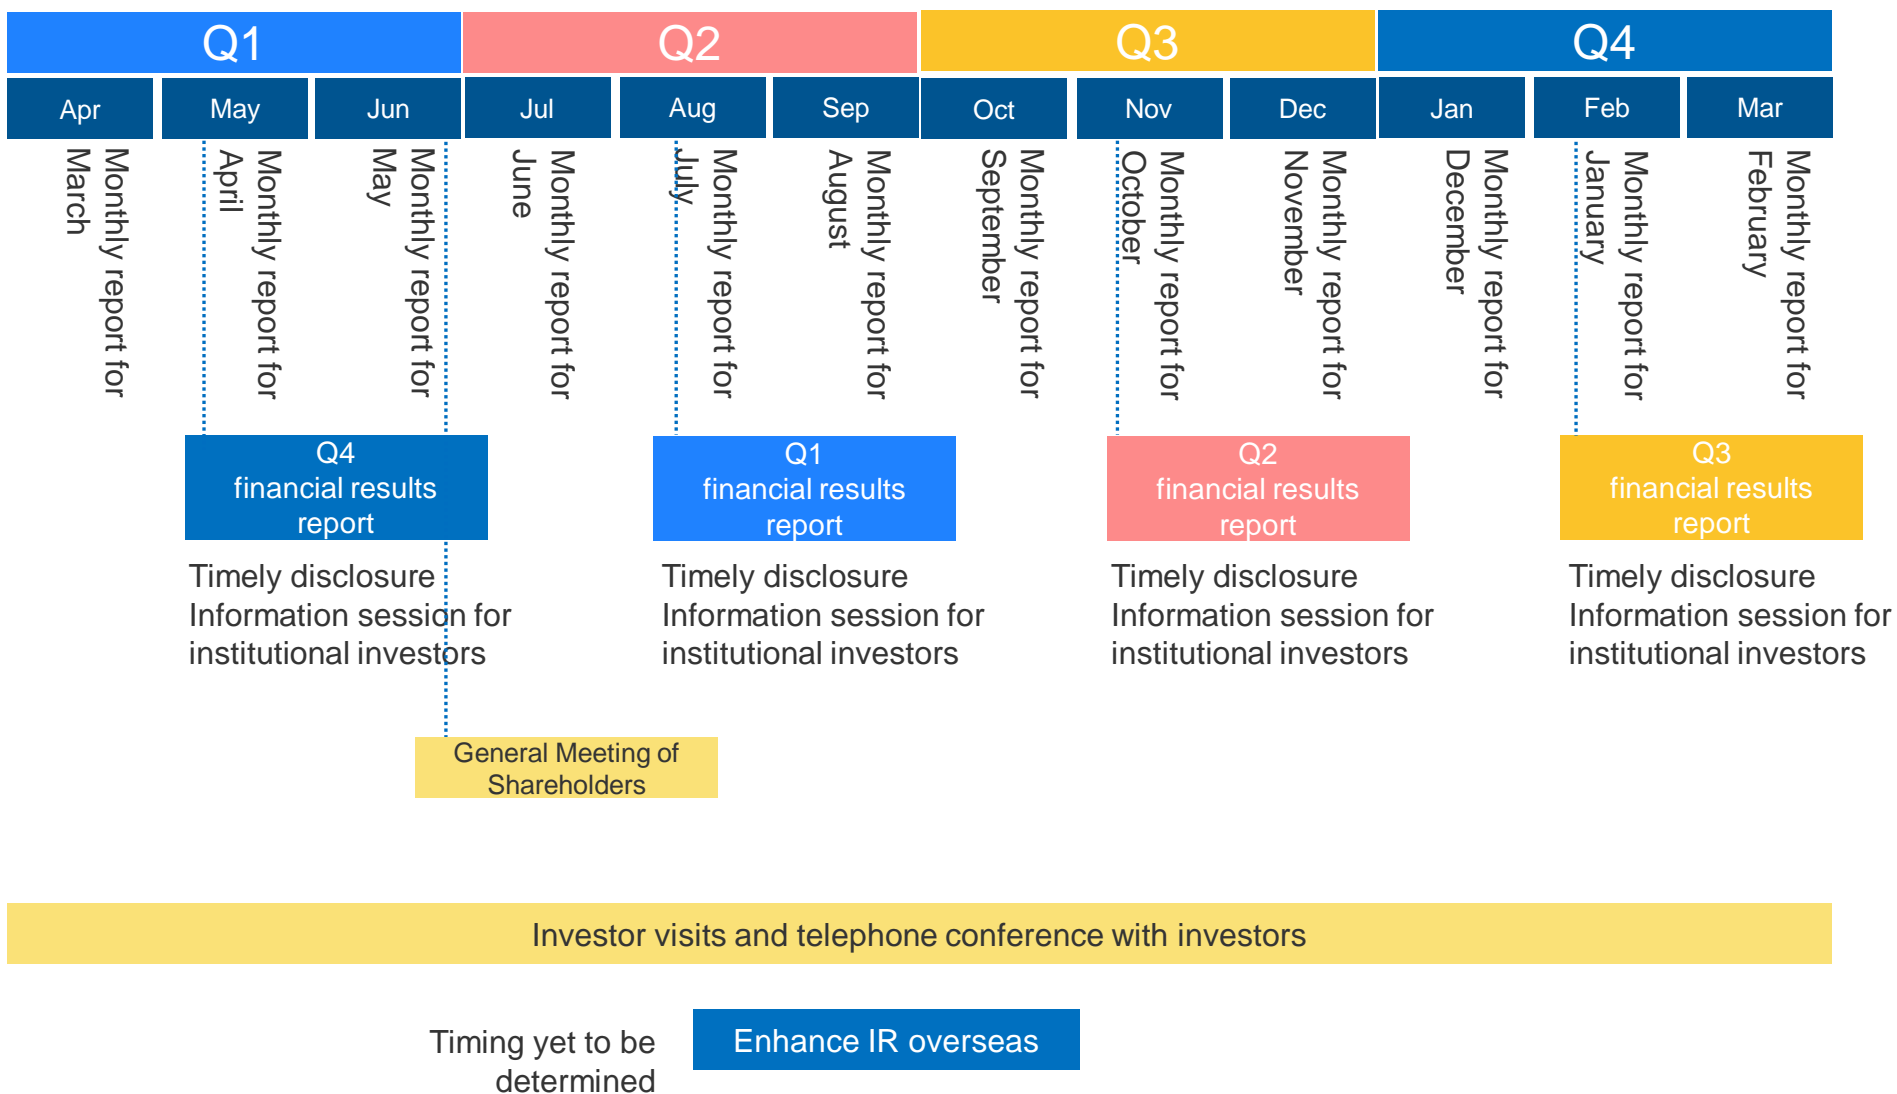 Q1
Q2
Q3
Q4
Apr
May
Jun
Jul
Aug
Sep
Oct
Nov
Dec
Jan
Feb
Mar
Monthly report for
March
Monthly report for
April
Monthly report for
May
Monthly report for
June
Monthly report for
July
Monthly report for
August
Monthly report for
September
Monthly report for
October
Monthly report for
November
Monthly report for
December
Monthly report for
January
Monthly report for
February
Q4
financial results
report
Q1
financial results
report
Q2
financial results
report
Q3
financial results
report
Timely disclosure
Information session for
institutional investors
Timely disclosure
Information session for
institutional investors
Timely disclosure
Information session for
institutional investors
Timely disclosure
Information session for
institutional investors
General Meeting of
Shareholders
Investor visits and telephone conference with investors
Timing yet to be
determined
Enhance IR overseas